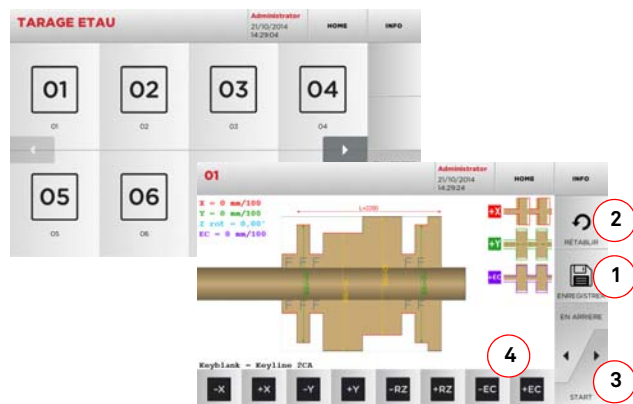 TARAGE ETAU
Administrator
21/10/2014
14:29:04
HOME
INFO
01
02
03
04
01
02
03
04
05
06
05
06
01
Administrator
21/10/2014
14:29:24
HOME
INFO
X = 0 mm/100
Y = 0 mm/100
Z rot = 0,00°
EC = 0 mm/100
+X
+Y
+EC
RÉTABLIR
2
ENREGISTRER
1
EN ARRIERE
START
3
4
Keyblank = Keyline 2CA
-X
+X
-Y
+Y
-RZ
+RZ
-EC
+EC